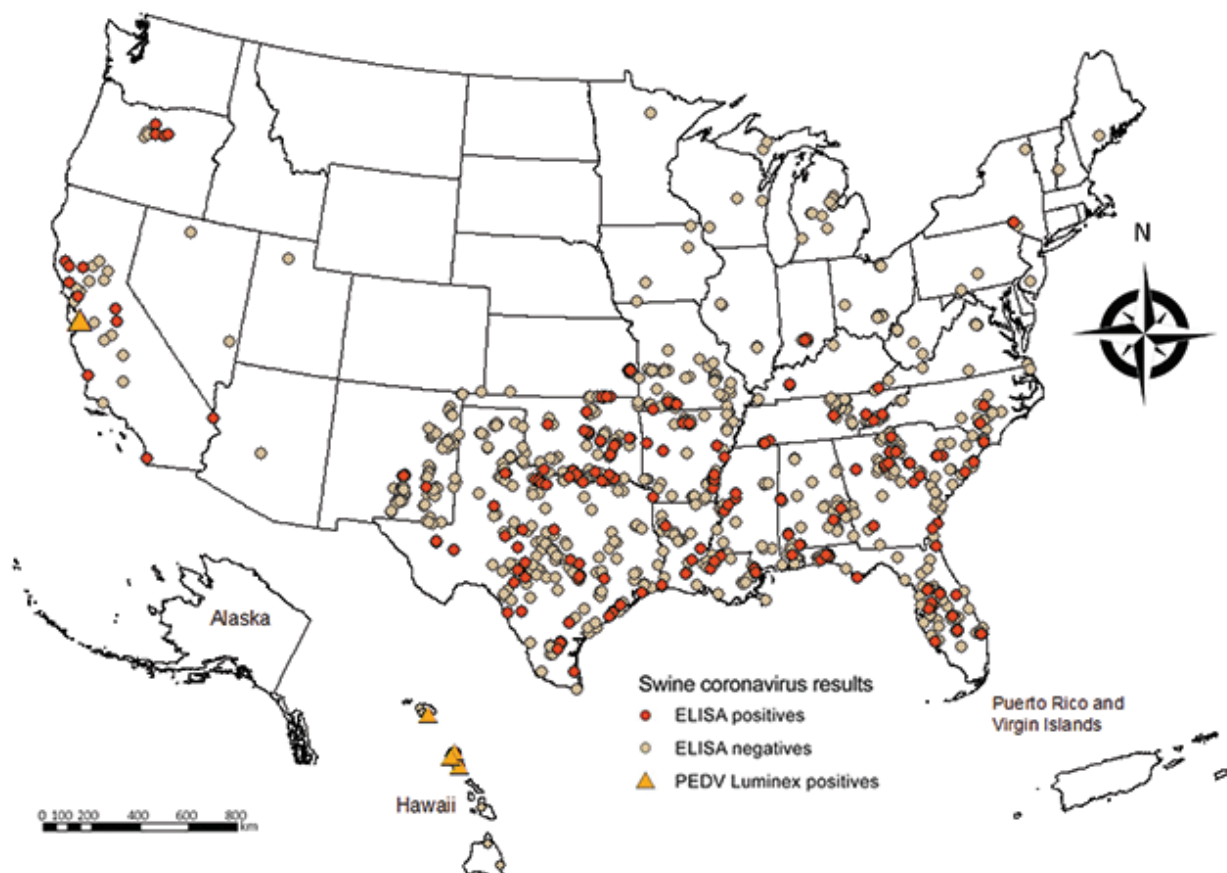 N
Alaska
Swine coronavirus results
ELISA positives
ELISA negatives
PEDV Luminex positives
Puerto Rico and
Virgin Islands
Hawaii
0 100 200 400 600 800
km